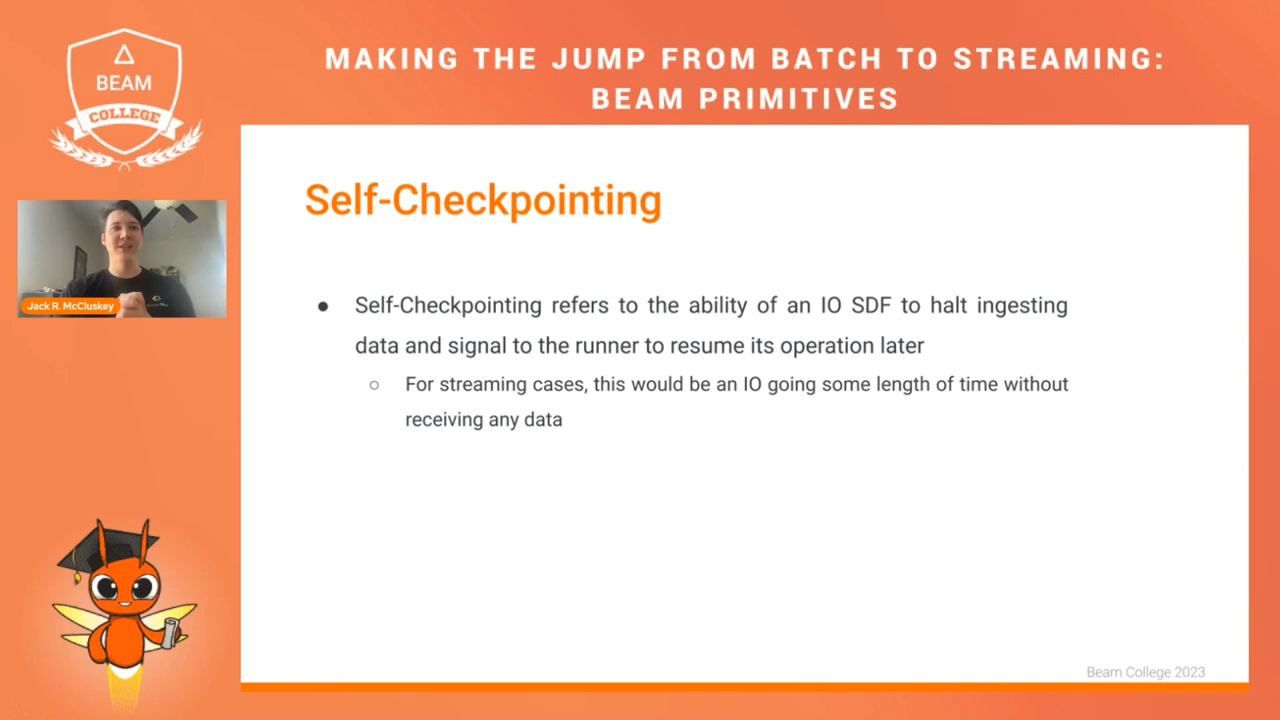 BEAM
COLLEGE
MAKING THE JUMP FROM BATCH TO STREAMING:
BEAM PRIMITIVES
Jack R. McCluskey
Self-Checkpointing
● Self-Checkpointing refers to the ability of an IO SDF to halt ingesting
data and signal to the runner to resume its operation later
○ For streaming cases, this would be an IO going some length of time without
receiving any data
Beam College 2023